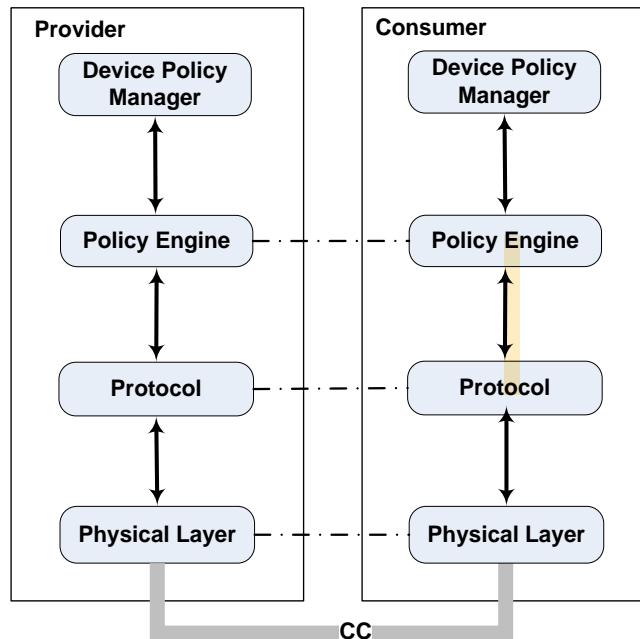 Provider
Device Policy
Manager
Policy Engine
Protocol
Physical Layer
Consumer
Device Policy
Manager
Policy Engine
Protocol
Physical Layer
CC